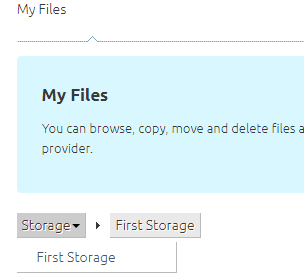 My Files
My Files
You can browse, copy, move and delete files a
provider.
Storage First Storage
First Storage